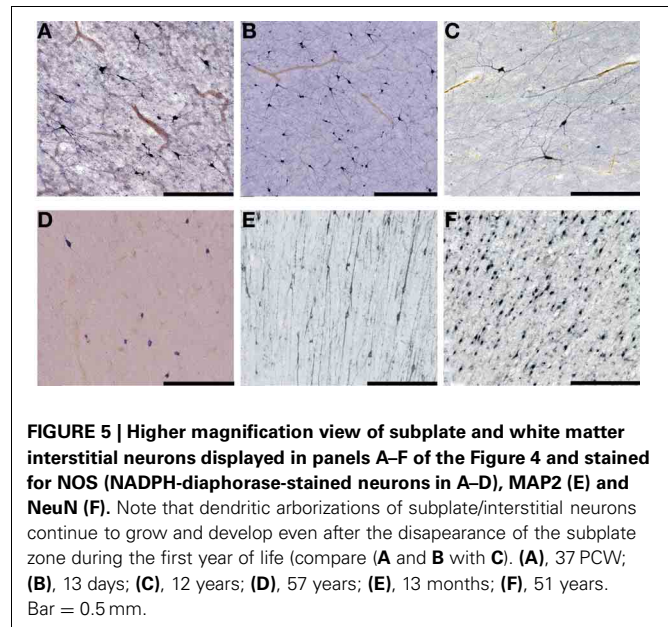 A
B
C
D
E
F
FIGURE 5 | Higher magnification view of subplate and white matter
interstitial neurons displayed in panels A–F of the Figure 4 and stained
for NOS (NADPH-diaphorase-stained neurons in A–D), MAP2 (E) and
NeuN (F). Note that dendritic arborizations of subplate/interstitial neurons
continue to grow and develop even after the disapearance of the subplate
zone during the first year of life (compare (A and B with C). (A), 37 PCW;
(B), 13 days; (C), 12 years; (D), 57 years; (E), 13 months; (F), 51 years.
Bar = 0.5 mm.